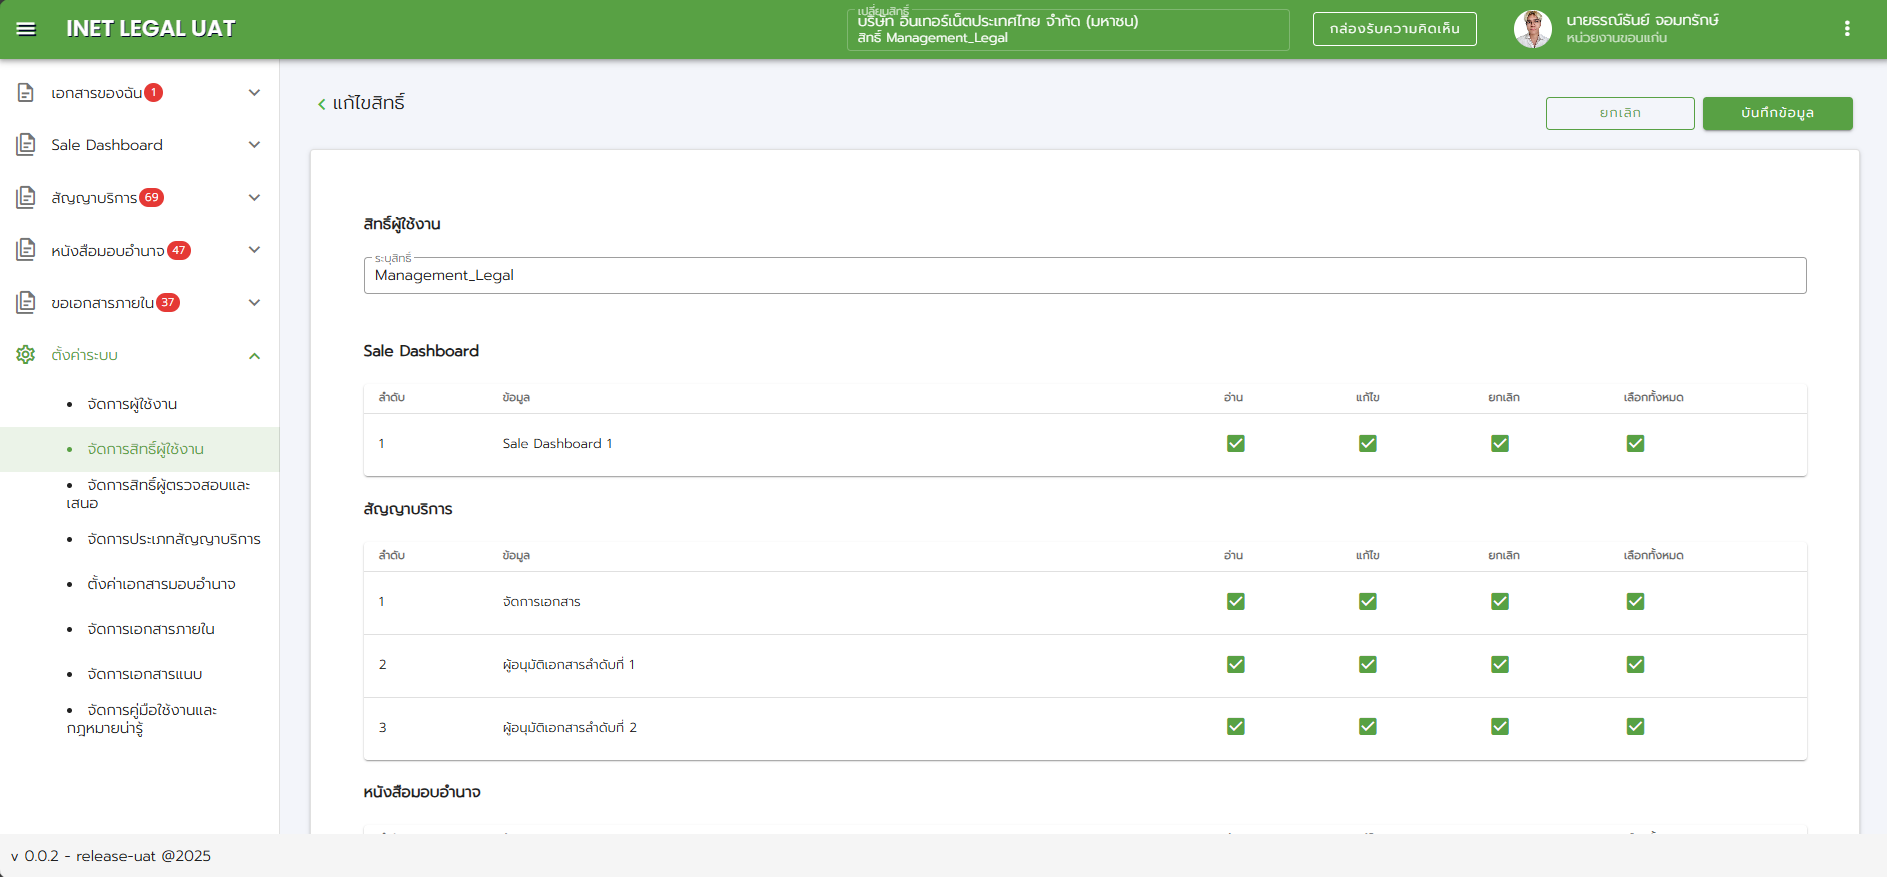 INET LEGAL UAT
เปลี่ยนสิทธิ์
บริษัท อินเทอร์เน็ตประเทศไทย จำกัด (มหาชน)
สิทธิ์ Management_Legal
กล่องรับความคิดเห็น
นายธรณ์ธันย์ จอมทรักษ์
หน่วยงานขอนแก่น
เอกสารของฉัน 1
Sale Dashboard
สัญญาบริการ 69
หนังสือมอบอำนาจ 47
ขอเอกสารภายใน 37
ตั้งค่าระบบ
จัดการผู้ใช้งาน
จัดการสิทธิ์ผู้ใช้งาน
จัดการสิทธิ์ผู้ตรวจสอบและ
เสนอ
จัดการประเภทสัญญาบริการ
ตั้งค่าเอกสารมอบอำนาจ
จัดการเอกสารภายใน
จัดการเอกสารแนบ
จัดการคู่มือใช้งานและ
กฎหมายน่ารู้
แก้ไขสิทธิ์
ยกเลิก
บันทึกข้อมูล
สิทธิ์ผู้ใช้งาน
ระบุสิทธิ์
Management_Legal
Sale Dashboard
ลำดับ ข้อมูล อ่าน แก้ไข ยกเลิก เลือกทั้งหมด
1 Sale Dashboard 1
สัญญาบริการ
ลำดับ ข้อมูล อ่าน แก้ไข ยกเลิก เลือกทั้งหมด
1 จัดการเอกสาร
2 ผู้อนุมัติเอกสารลำดับที่ 1
3 ผู้อนุมัติเอกสารลำดับที่ 2
หนังสือมอบอำนาจ
v 0.0.2 - release-uat @2025